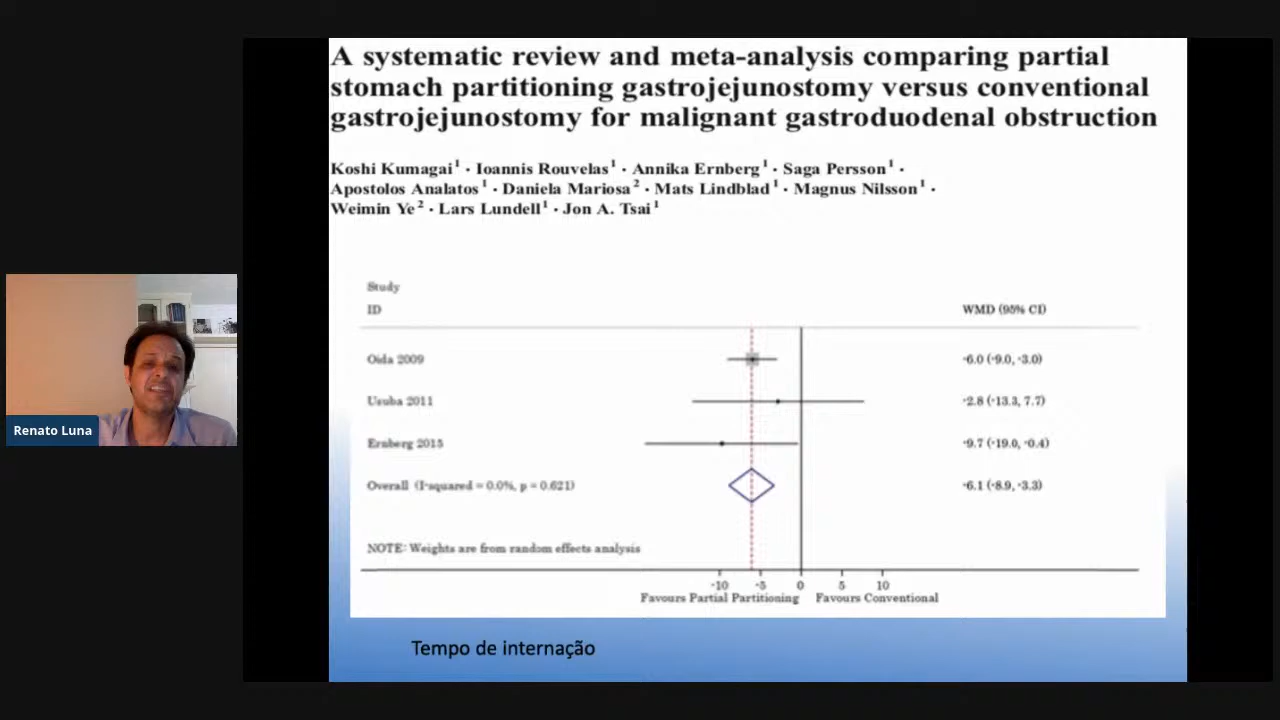 A systematic review and meta-analysis comparing partial
stomach partitioning gastrojejunostomy versus conventional
gastrojejunostomy for malignant gastroduodenal obstruction
Koshi Kumagai¹ · Ioannis Rouvelas¹ · Annika Ernberg¹ · Saga Persson¹ ·
Apostolos Analatos¹ · Daniela Mariosa² · Mats Lindblad¹ · Magnus Nilsson¹ ·
Weimin Ye² · Lars Lundell¹ · Jon A. Tsai¹
Study
ID WMD (95% CI)
Oida 2009 -6.0 (-9.0, -3.0)
Usuba 2011 -2.8 (-13.3, 7.7)
Ernberg 2015 -9.7 (-19.0, -0.4)
Overall (I-squared = 0.0%, p = 0.621) -6.1 (-8.9, -3.3)
NOTE: Weights are from random effects analysis
-10 -5 0 5 10
Favours Partial Partitioning Favours Conventional
Tempo de internação
Renato Luna